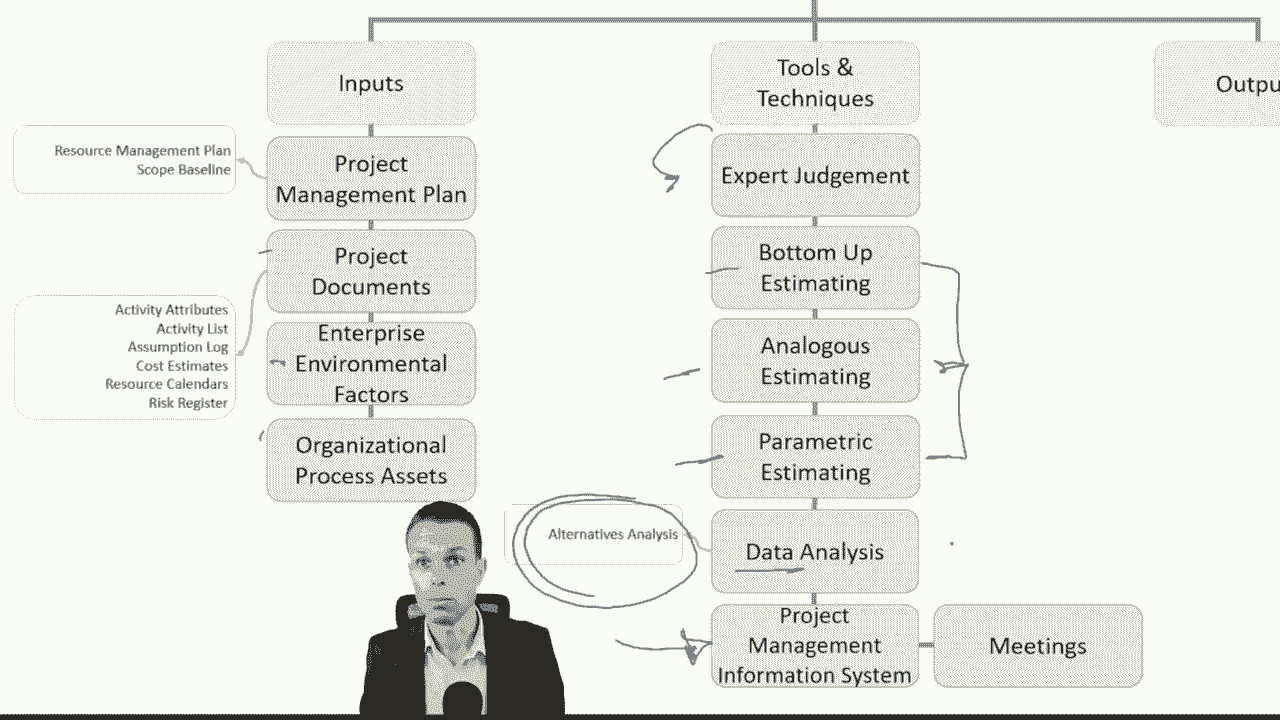 Inputs
Tools &
Techniques
Outpu
Resource Management Plan
Scope Baseline
Project
Management Plan
Expert Judgement
Project
Documents
Bottom Up
Estimating
Activity Attributes
Activity List
Assumption Log
Cost Estimates
Resource Calendars
Risk Register
Enterprise
Environmental
Factors
Analogous
Estimating
Organizational
Process Assets
Parametric
Estimating
Alternatives Analysis
Data Analysis
Project
Management
Information System
Meetings